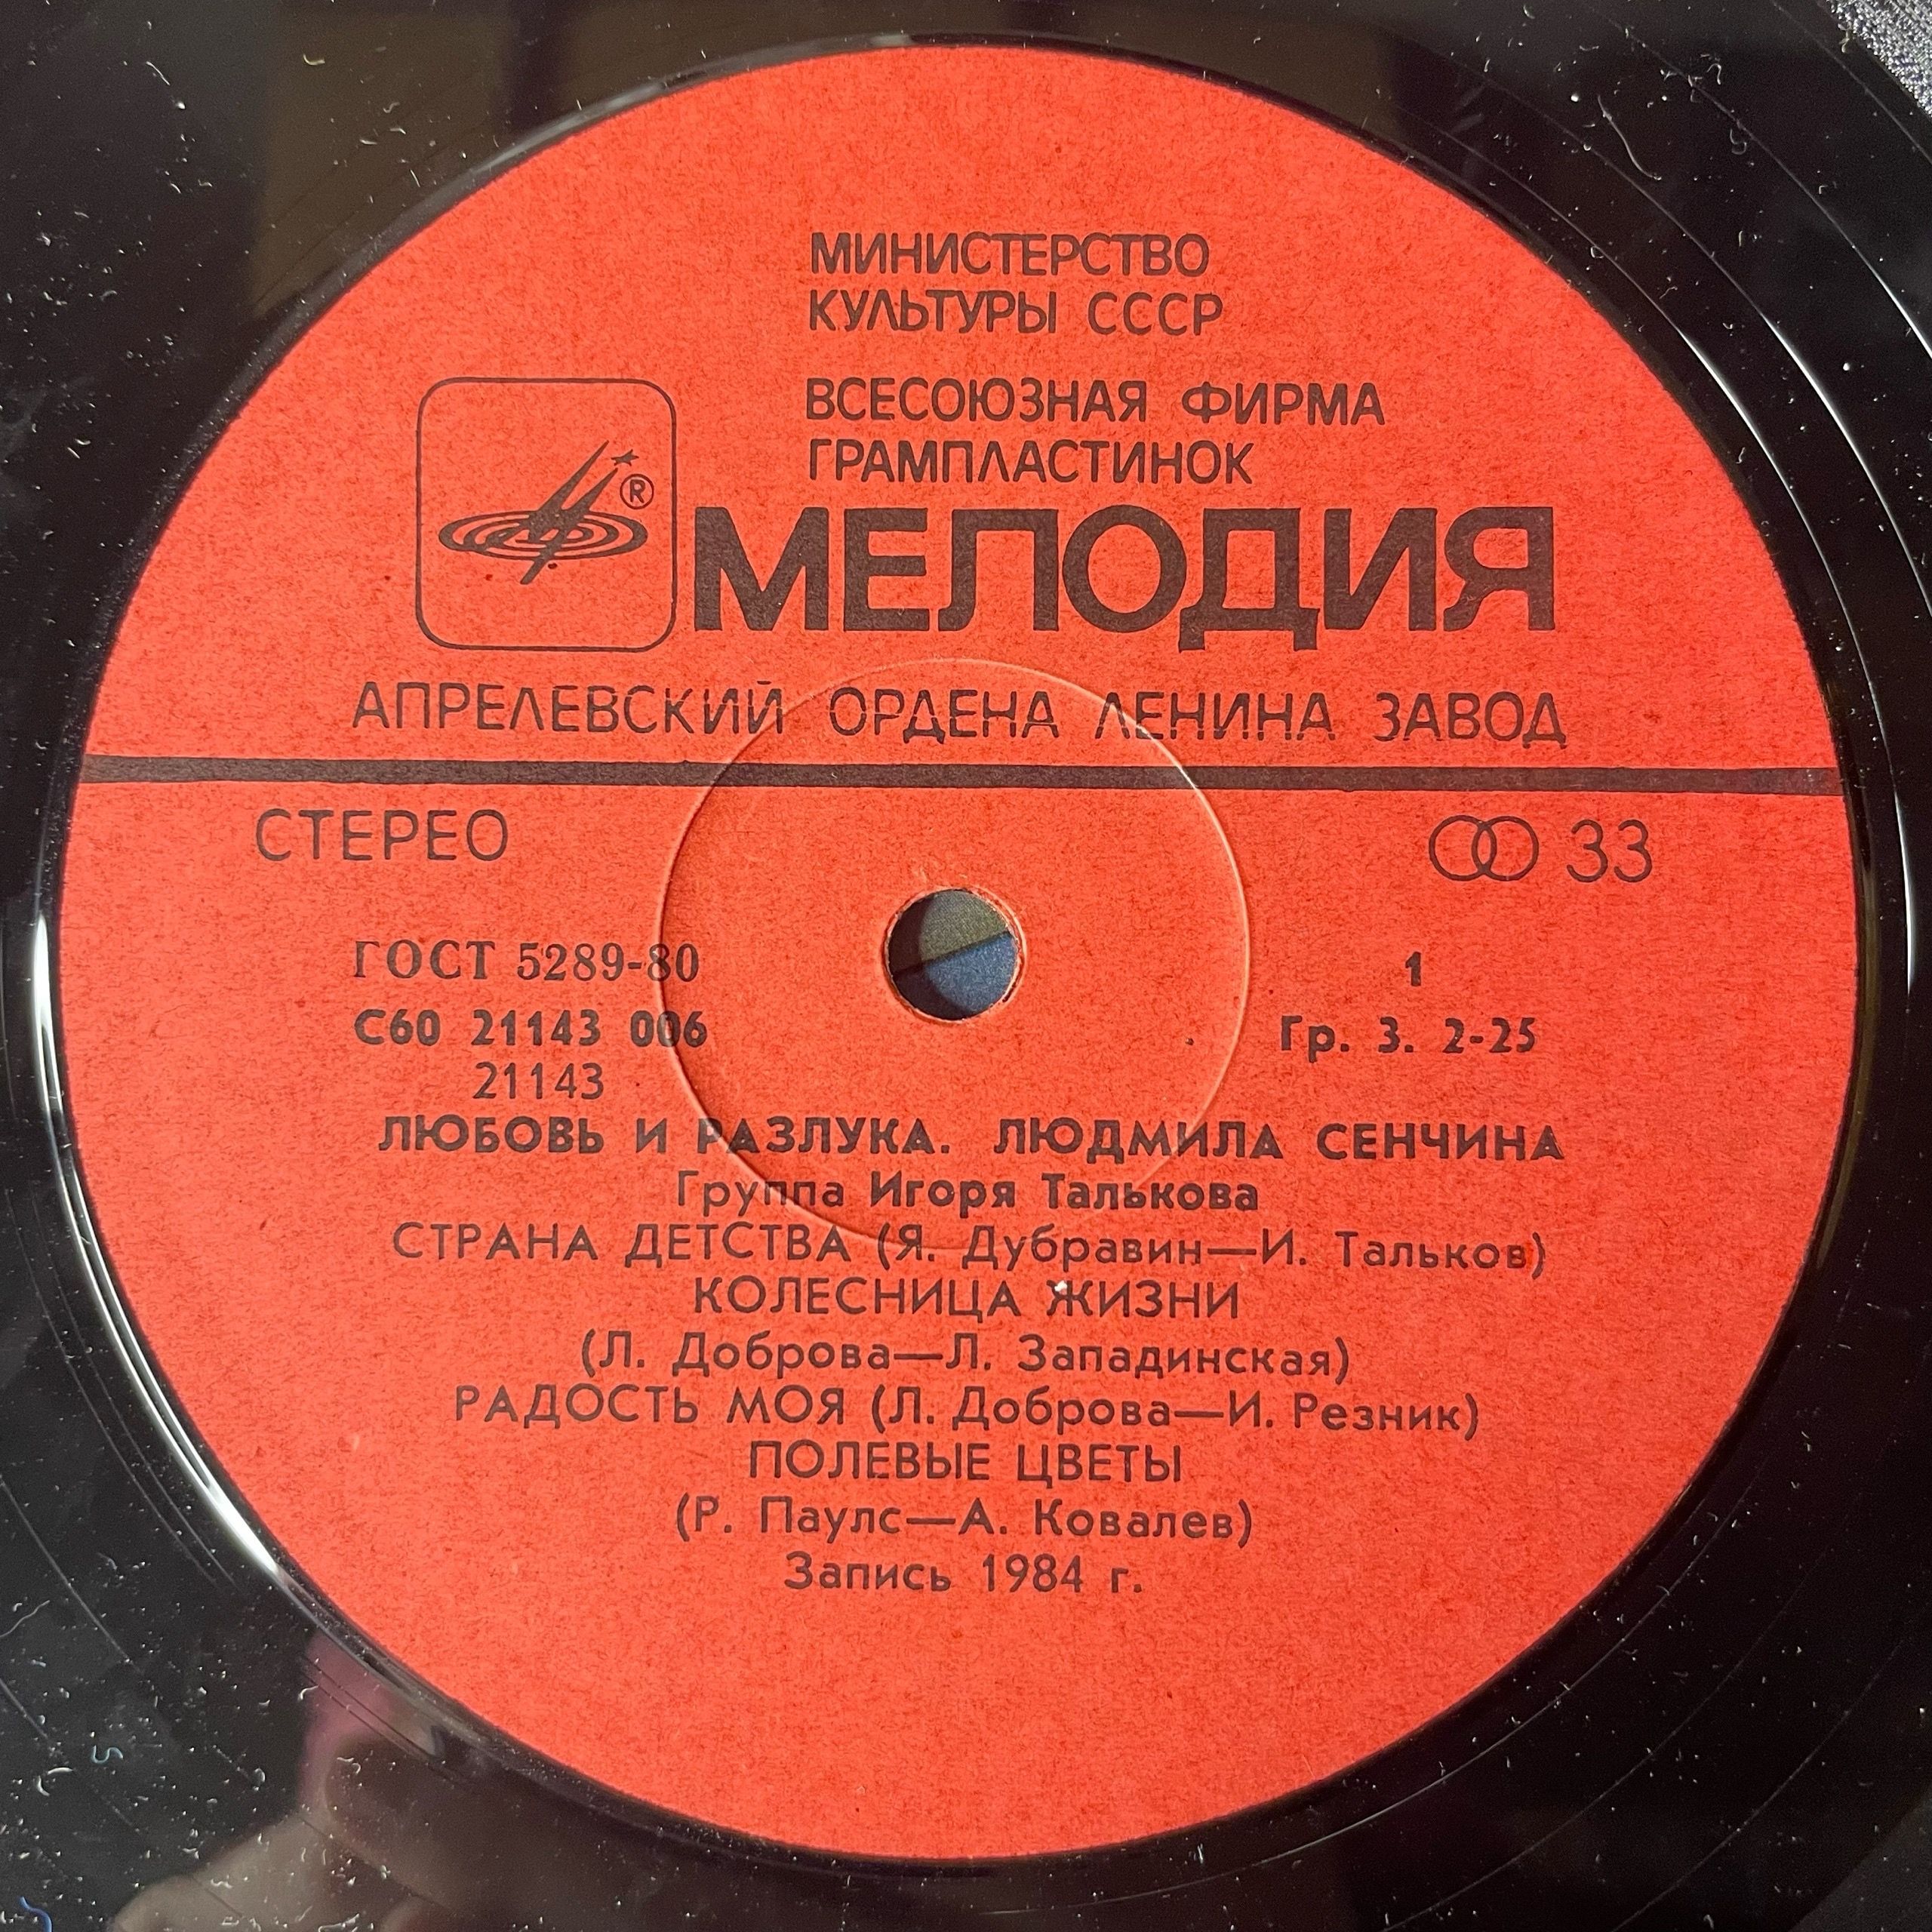 МИНИСТЕРСТВО
КУЛЬТУРЫ СССР
ВСЕСОЮЗНАЯ ФИРМА
ГРАМПЛАСТИНОК
®
МЕЛОДИЯ
АПРЕЛЕВСКИЙ ОРДЕНА ЛЕНИНА ЗАВОД
СТЕРЕО 33
ГОСТ 5289-80 1
С60 21143 006 Гр. 3. 2-25
21143
ЛЮБОВЬ И РАЗЛУКА. ЛЮДМИЛА СЕНЧИНА
Группа Игоря Талькова
СТРАНА ДЕТСТВА (Я. Дубравин—И. Тальков)
КОЛЕСНИЦА ЖИЗНИ
(Л. Доброва—Л. Западинская)
РАДОСТЬ МОЯ (Л. Доброва—И. Резник)
ПОЛЕВЫЕ ЦВЕТЫ
(Р. Паулс—А. Ковалев)
Запись 1984 г.